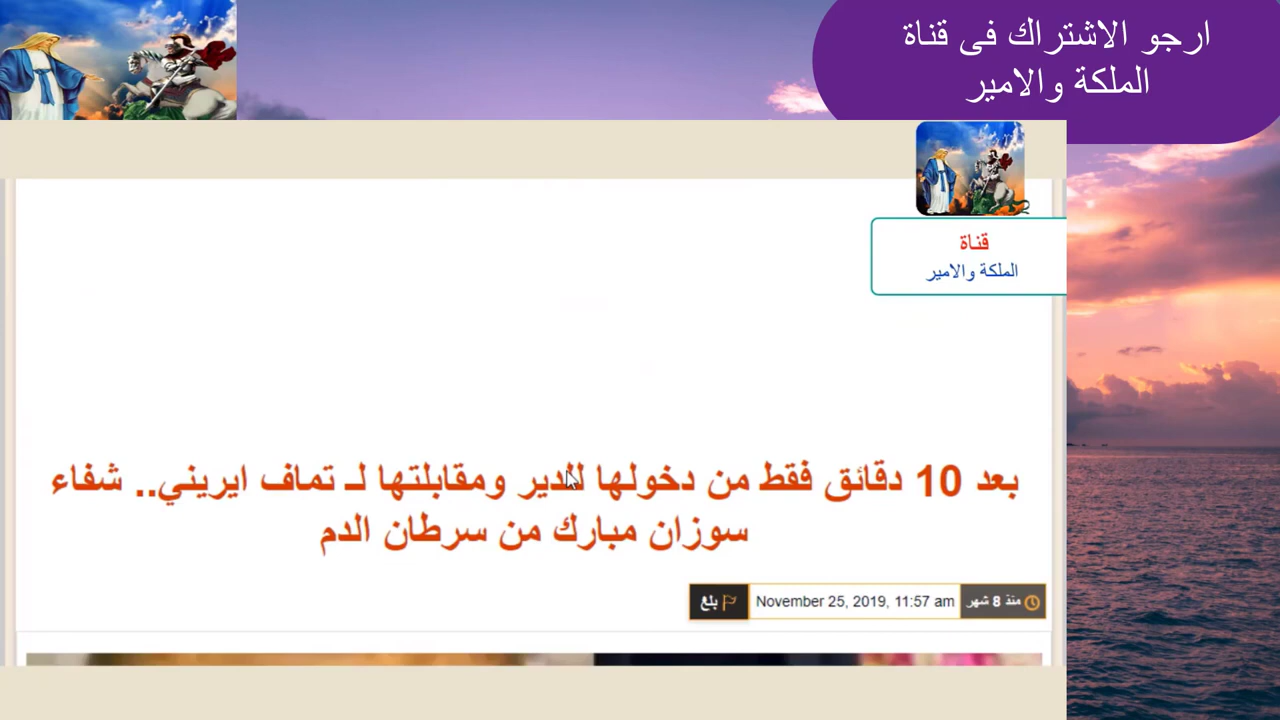 ارجو الاشتراك فى قناة
الملكة والامير
قناة
الملكة والامير
بعد 10 دقائق فقط من دخولها للدير ومقابلتها لـ تماف ايريني.. شفاء
سوزان مبارك من سرطان الدم
منذ 8 شهر November 25, 2019, 11:57 am بلغ